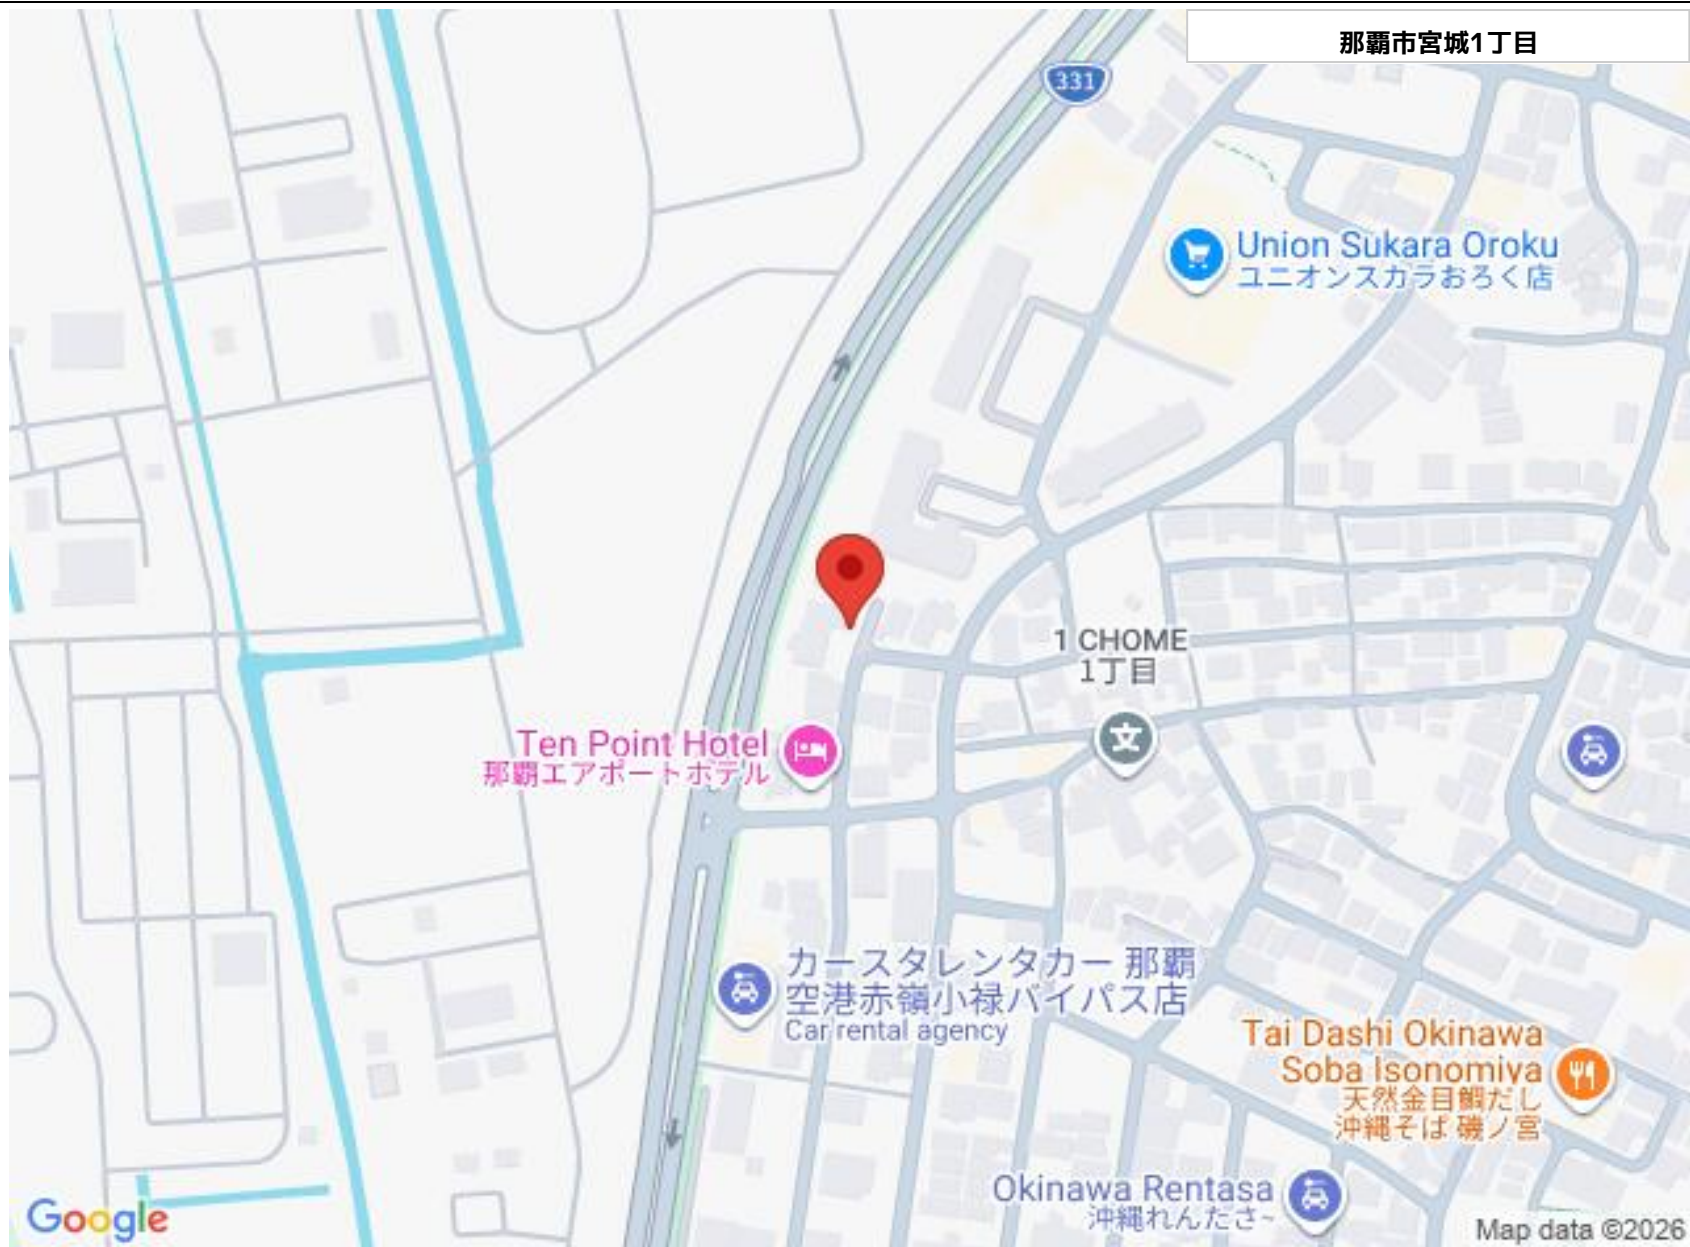 那覇市宮城1丁目
331
Union Sukara Oroku
ユニオンスカラおろく店
1 CHOME
1丁目
文
Ten Point Hotel
那覇エアポートホテル
カースタレンタカー 那覇
空港赤嶺小禄バイパス店
Car rental agency
Tai Dashi Okinawa
Soba Isonomiya
天然金目鯛だし
沖縄そば 磯ノ宮
Okinawa Rentasa
沖縄れんたさ~
Google
Map data ©2026